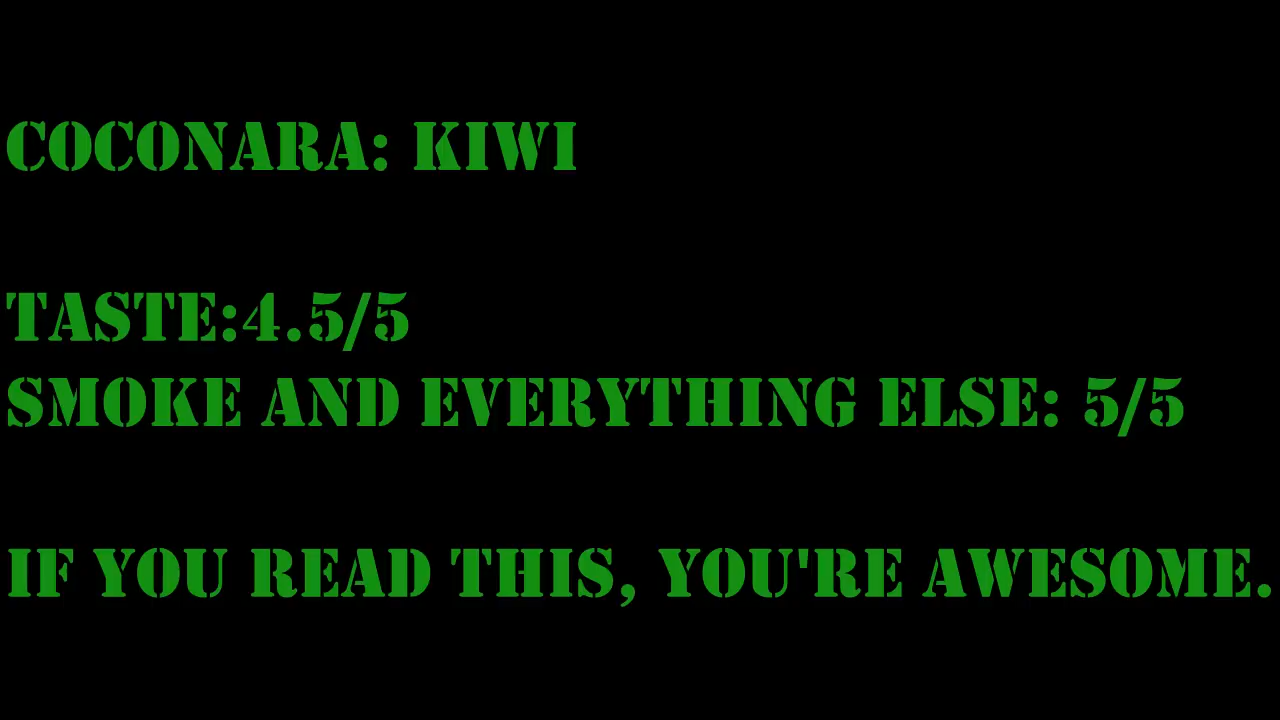 COCONARA: KIWI
TASTE:4.5/5
SMOKE AND EVERYTHING ELSE: 5/5
IF YOU READ THIS, YOU'RE AWESOME.